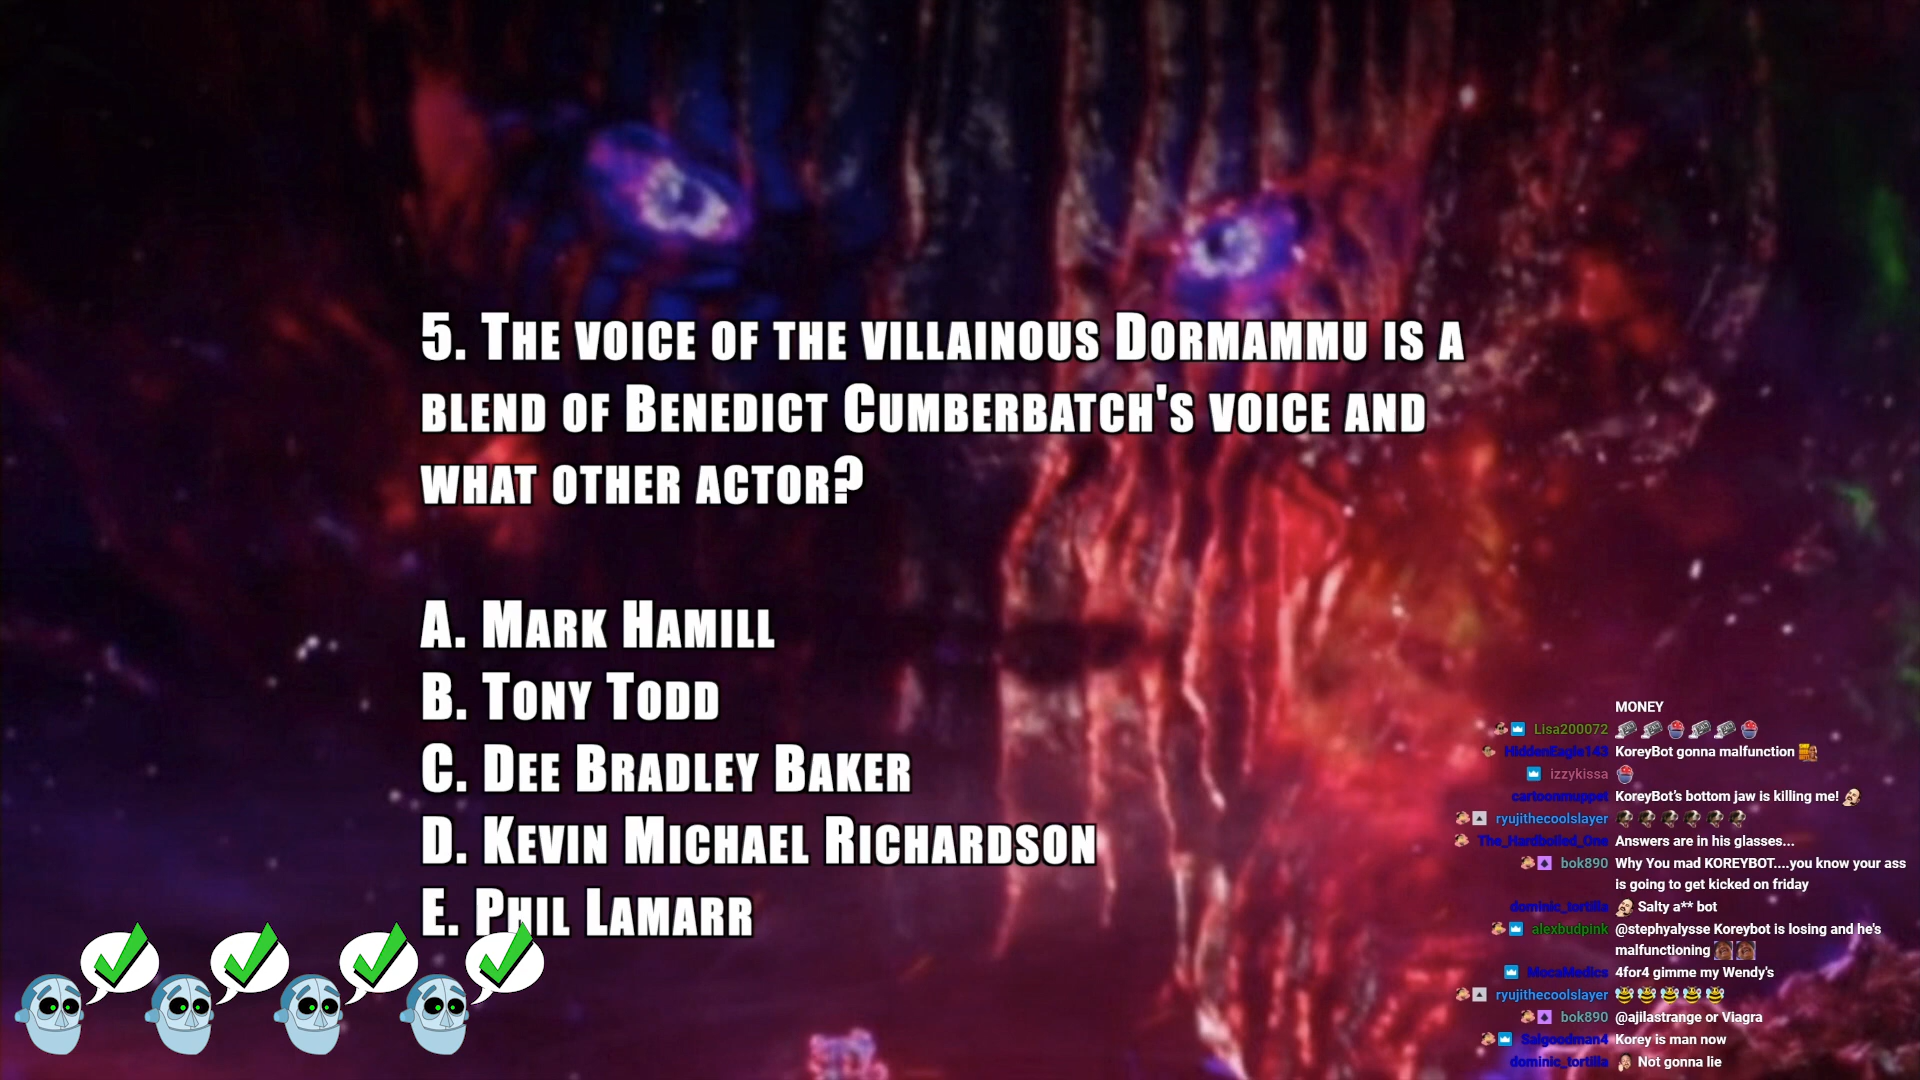 5. The voice of the villainous Dormammu is a
blend of Benedict Cumberbatch's voice and
what other actor?
A. Mark Hamill
B. Tony Todd
C. Dee Bradley Baker
D. Kevin Michael Richardson
E. Phil Lamarr
MONEY
Lisa200072
HiddenEagle143 KoreyBot gonna malfunction
izzykissa
cartoonmuppet KoreyBot's bottom jaw is killing me!
ryujithecoolslayer
The_Hardboiled_One Answers are in his glasses...
bok890 Why You mad KOREYBOT....you know your ass
is going to get kicked on friday
dominic_tortilla Salty a** bot
alexbudpink @stephyalysse Koreybot is losing and he's
malfunctioning
MocaMedics 4for4 gimme my Wendy's
ryujithecoolslayer
bok890 @ajilastrange or Viagra
Salgoodman4 Korey is man now
dominic_tortilla Not gonna lie